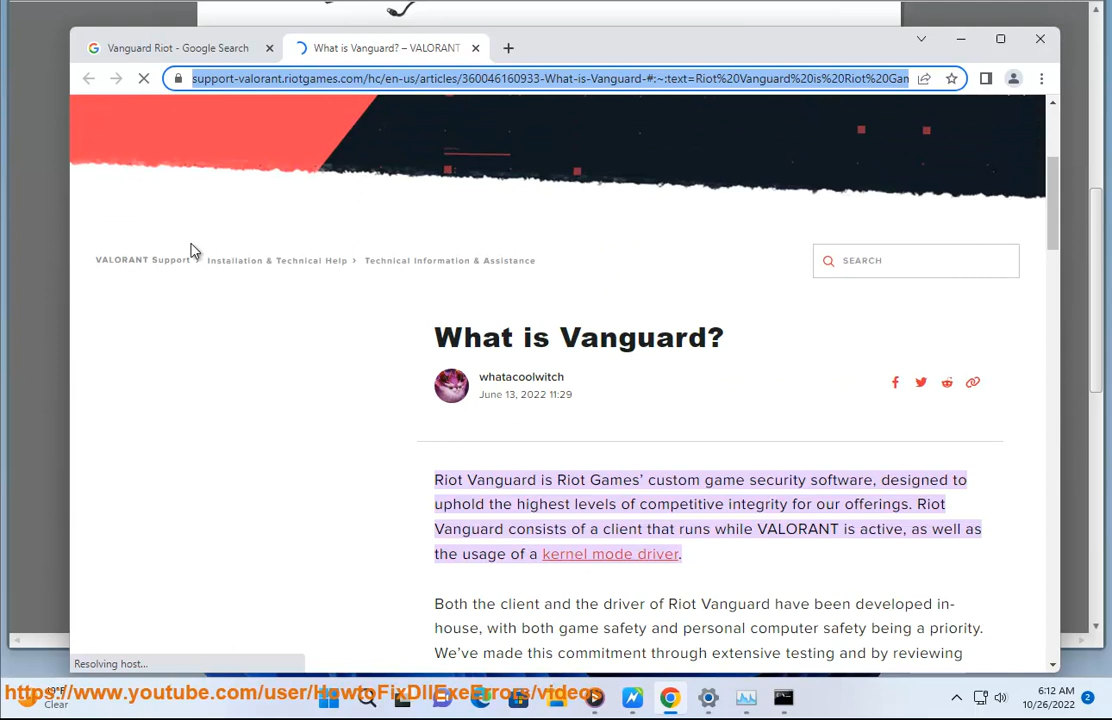 Vanguard Riot - Google Search
What is Vanguard? – VALORANT
support-valorant.riotgames.com/hc/en-us/articles/360046160933-What-is-Vanguard-#:~:text=Riot%20Vanguard%20is%20Riot%20Gan
VALORANT Support > Installation & Technical Help > Technical Information & Assistance
SEARCH
What is Vanguard?
whatacoolwitch
June 13, 2022 11:29
Riot Vanguard is Riot Games' custom game security software, designed to
uphold the highest levels of competitive integrity for our offerings. Riot
Vanguard consists of a client that runs while VALORANT is active, as well as
the usage of a kernel mode driver.
Both the client and the driver of Riot Vanguard have been developed in-
house, with both game safety and personal computer safety being a priority.
We've made this commitment through extensive testing and by reviewing
Resolving host...
https://www.youtube.com/user/HowtoFixDllExeErrors/videos
Clear
6:12 AM
10/26/2022
2